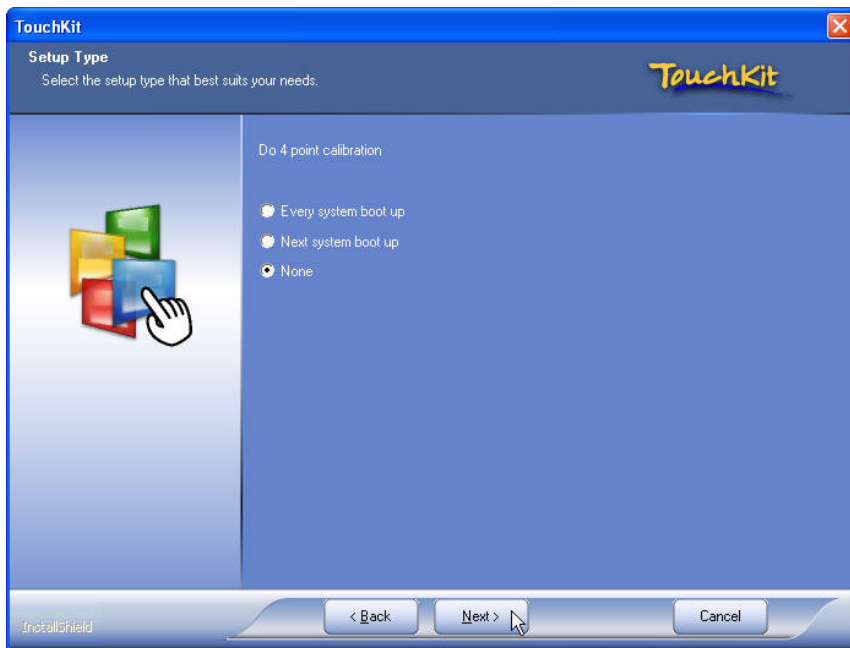 TouchKit
Setup Type
Select the setup type that best suits your needs.
TouchKit
Do 4 point calibration
Every system boot up
Next system boot up
None
InstallShield
< Back
Next >
Cancel